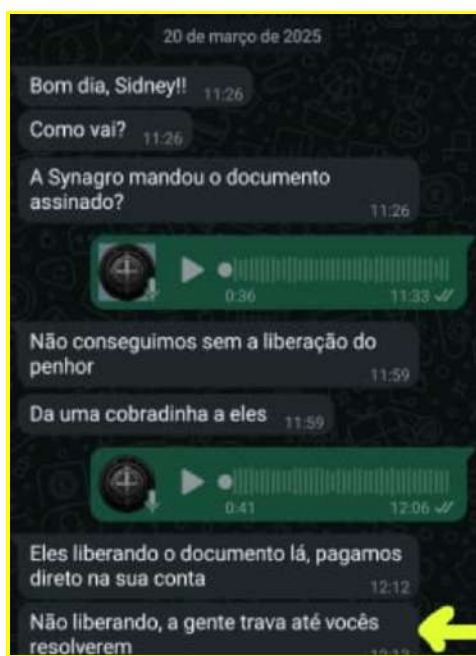 20 de março de 2025
Bom dia, Sidney!! 11:26
Como vai? 11:26
A Synagro mandou o documento
assinado? 11:26
0:36 11:33
Não conseguimos sem a liberação do
penhor 11:59
Da uma cobradinha a eles 11:59
0:41 12:06
Eles liberando o documento lá, pagamos
direto na sua conta 12:12
Não liberando, a gente trava até vocês
resolverem